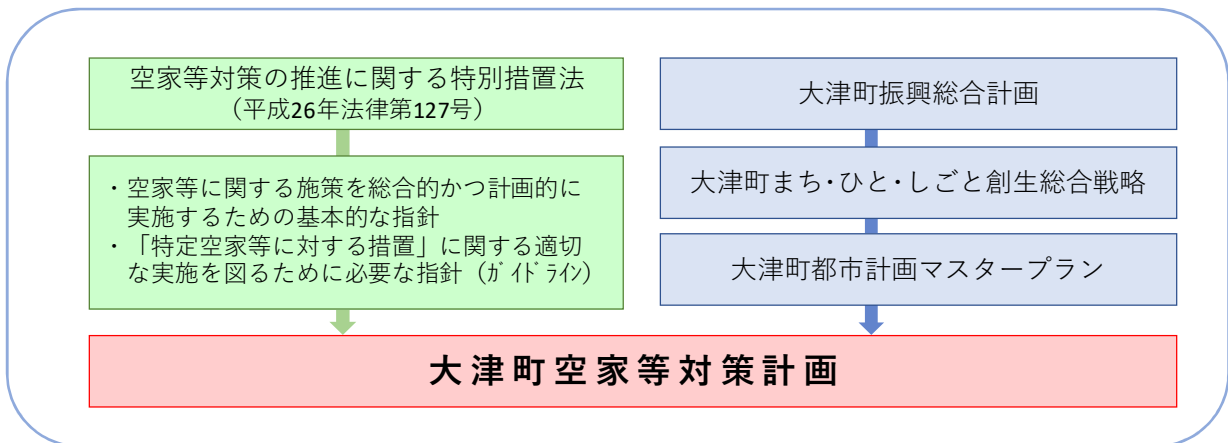 空家等対策の推進に関する特別措置法
(平成26年法律第127号)
・空家等に関する施策を総合的かつ計画的に
実施するための基本的な指針
・「特定空家等に対する措置」に関する適切
な実施を図るために必要な指針(ｶﾞｲﾄﾞﾗｲﾝ)
大津町振興総合計画
大津町まち・ひと・しごと創生総合戦略
大津町都市計画マスタープラン
大津町空家等対策計画